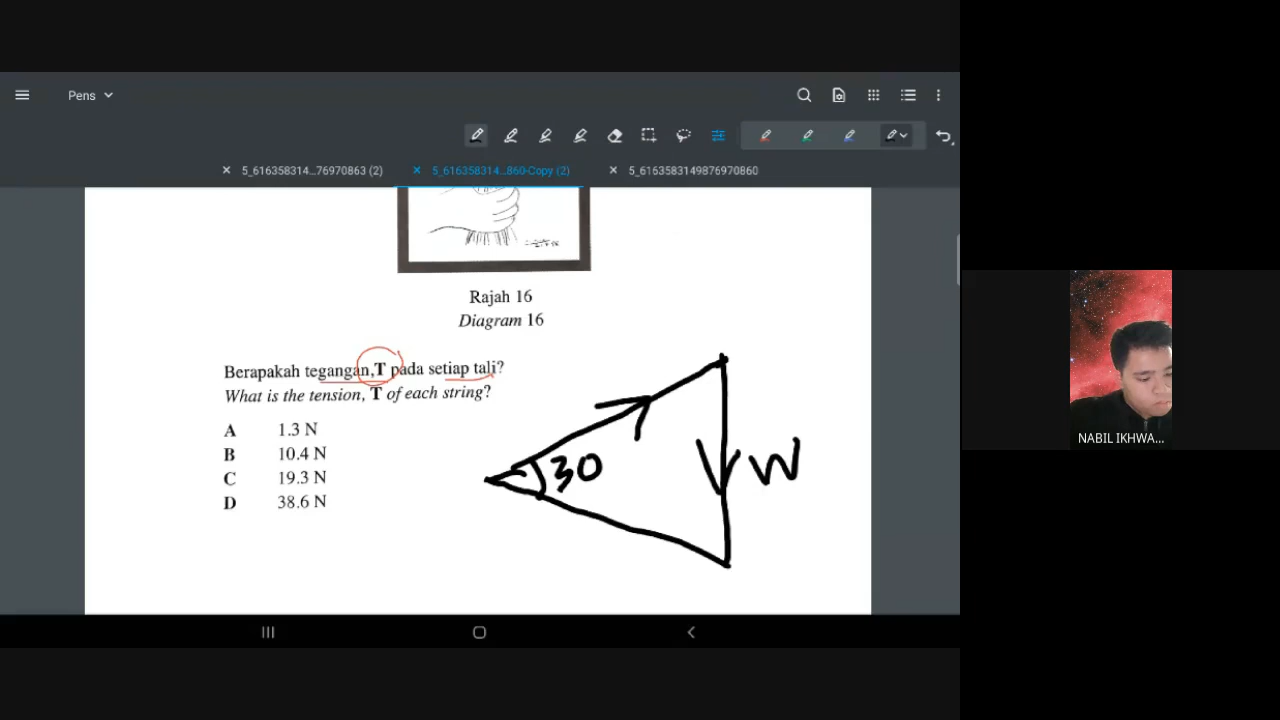 Pens
5_616358314...76970863 (2)
5_616358314...860-Copy (2)
5_6163583149876970860
Rajah 16
Diagram 16
Berapakah tegangan,T pada setiap tali?
What is the tension, T of each string?
A 1.3 N
B 10.4 N
C 19.3 N
D 38.6 N
30
W
NABIL IKHWA...